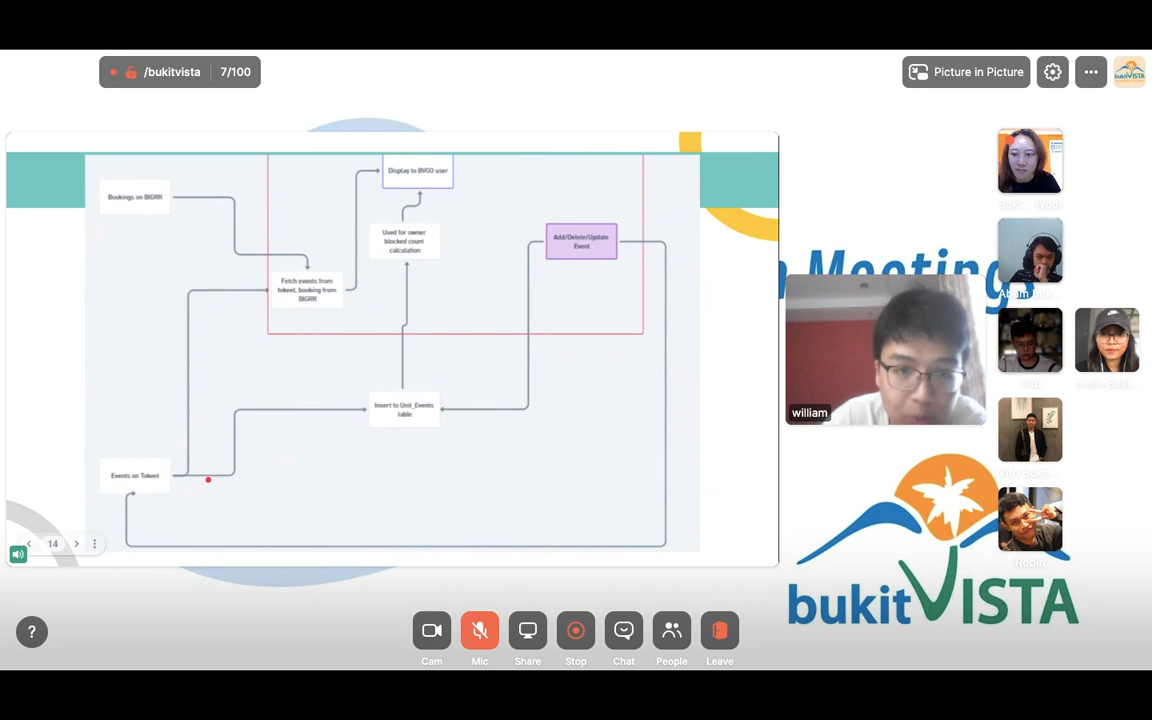 /bukitvista
7/100
Picture in Picture
Display to BVGO user
Bookings on BIGRR
Used for owner
blocked count
calculation
Add/Delete/Update
Event
Fetch events from
tokeet, booking from
BIGRR
Insert to Unit_Events
table
Events on Tokeet
14
Meetings
william
Robin
bukitVISTA
?
Cam
Mic
Share
Stop
Chat
People
Leave